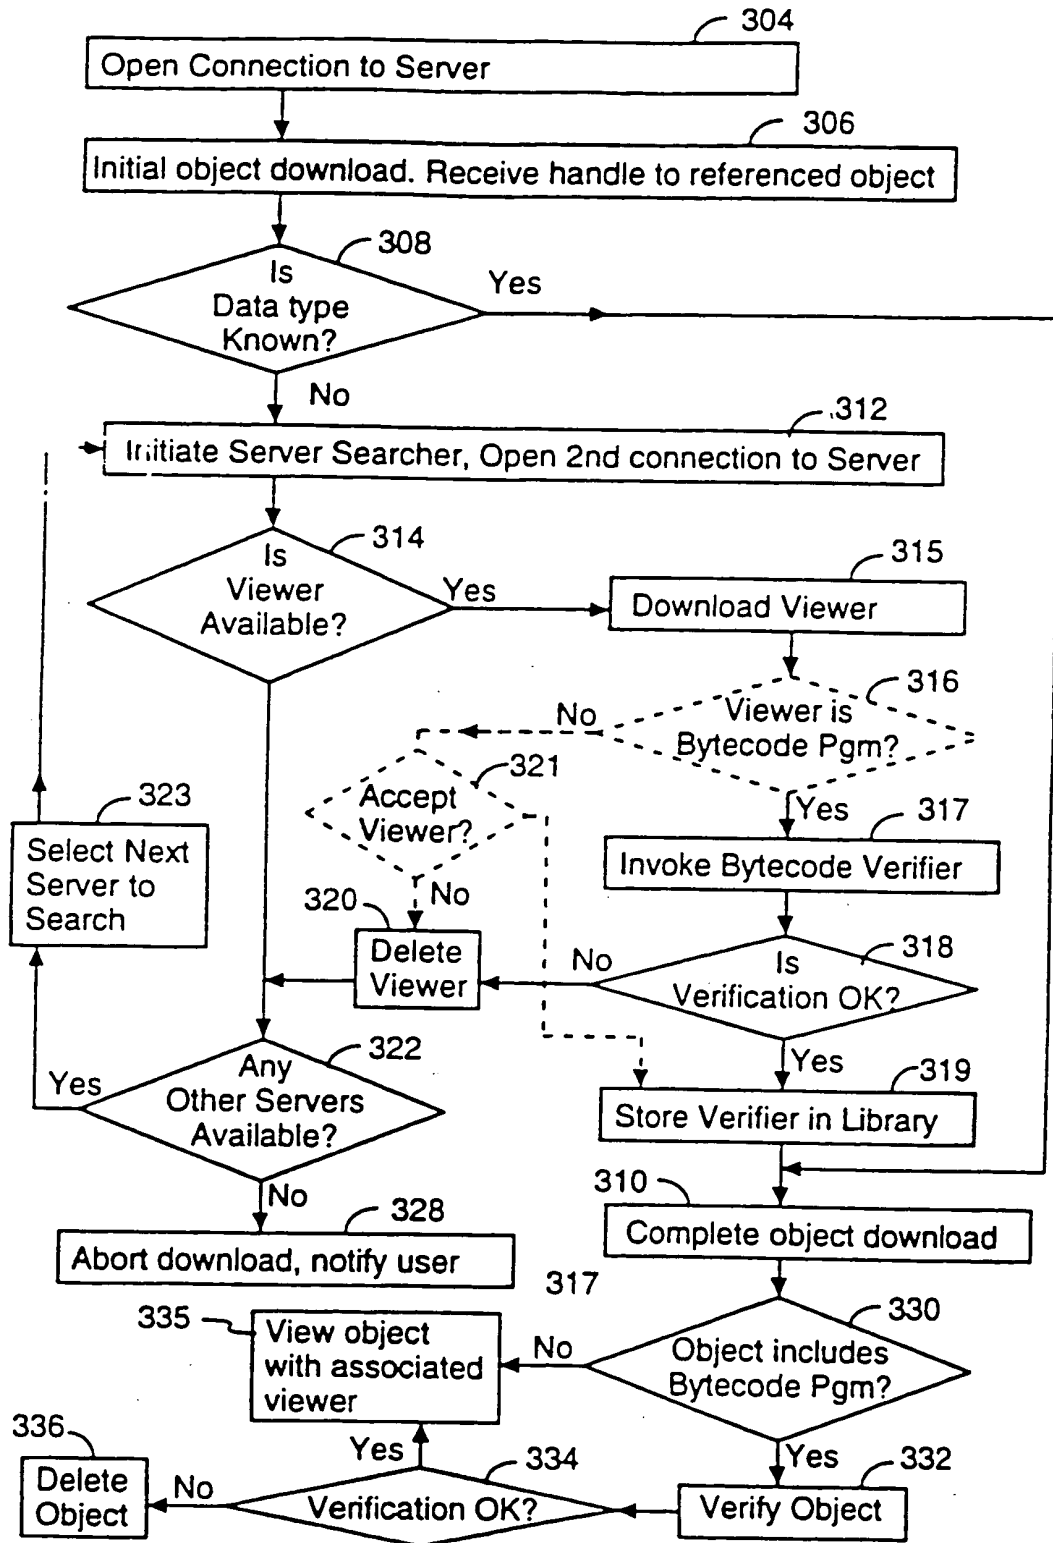 304
Open Connection to Server
306
Initial object download. Receive handle to referenced object
308
Is
Data type
Known?
Yes
No
312
Initiate Server Searcher, Open 2nd connection to Server
314
Is
Viewer
Available?
Yes
315
Download Viewer
316
Viewer is
Bytecode Pgm?
No
Yes
321
Accept
Viewer?
No
323
Select Next
Server to
Search
317
Invoke Bytecode Verifier
320
Delete
Viewer
318
Is
Verification OK?
No
Yes
322
Any
Other Servers
Available?
Yes
No
319
Store Verifier in Library
310
Complete object download
328
Abort download, notify user
317
330
Object includes
Bytecode Pgm?
No
Yes
335
View object
with associated
viewer
Yes
332
Verify Object
334
Verification OK?
No
336
Delete
Object